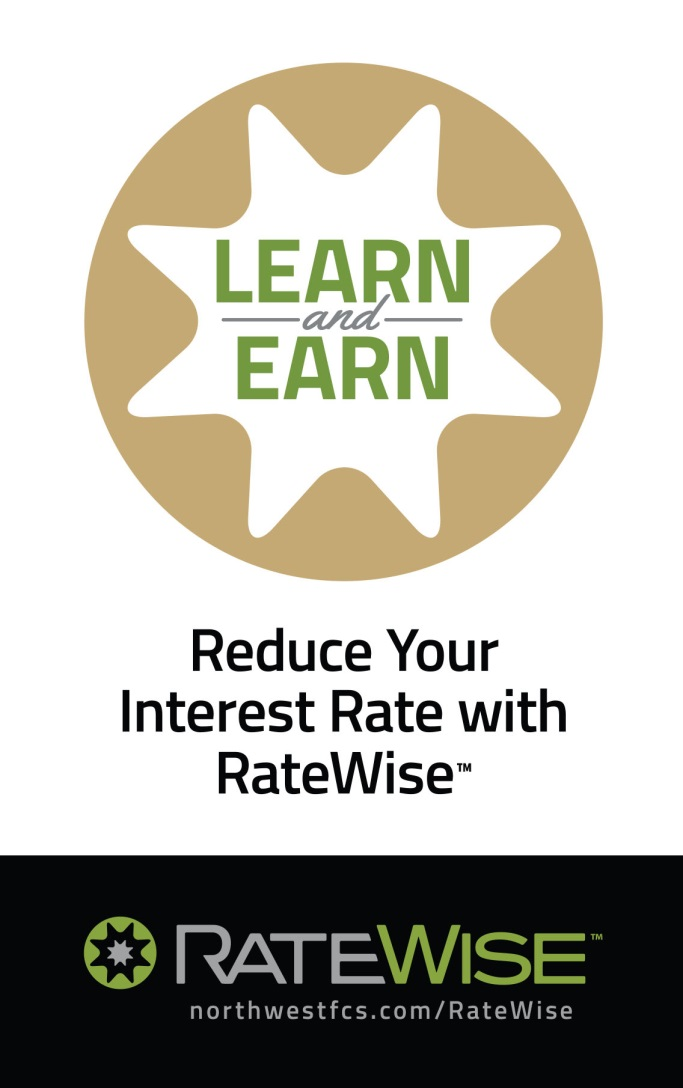 LEARN
and
EARN
Reduce Your
Interest Rate with
RateWise™
RATEWISE™
northwestfcs.com/RateWise